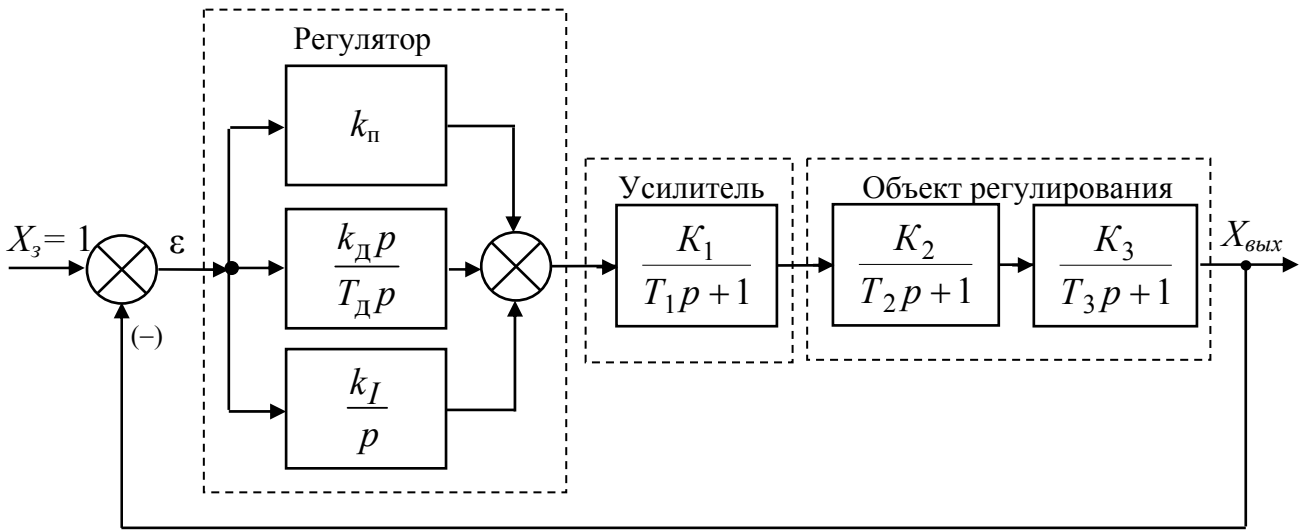 Регулятор
k_п
Усилитель
Объект регулирования
X_з = 1
ε
k_Д p
T_Д p
K_1
T_1 p + 1
K_2
T_2 p + 1
K_3
T_3 p + 1
X_вых
(–)
k_I
p